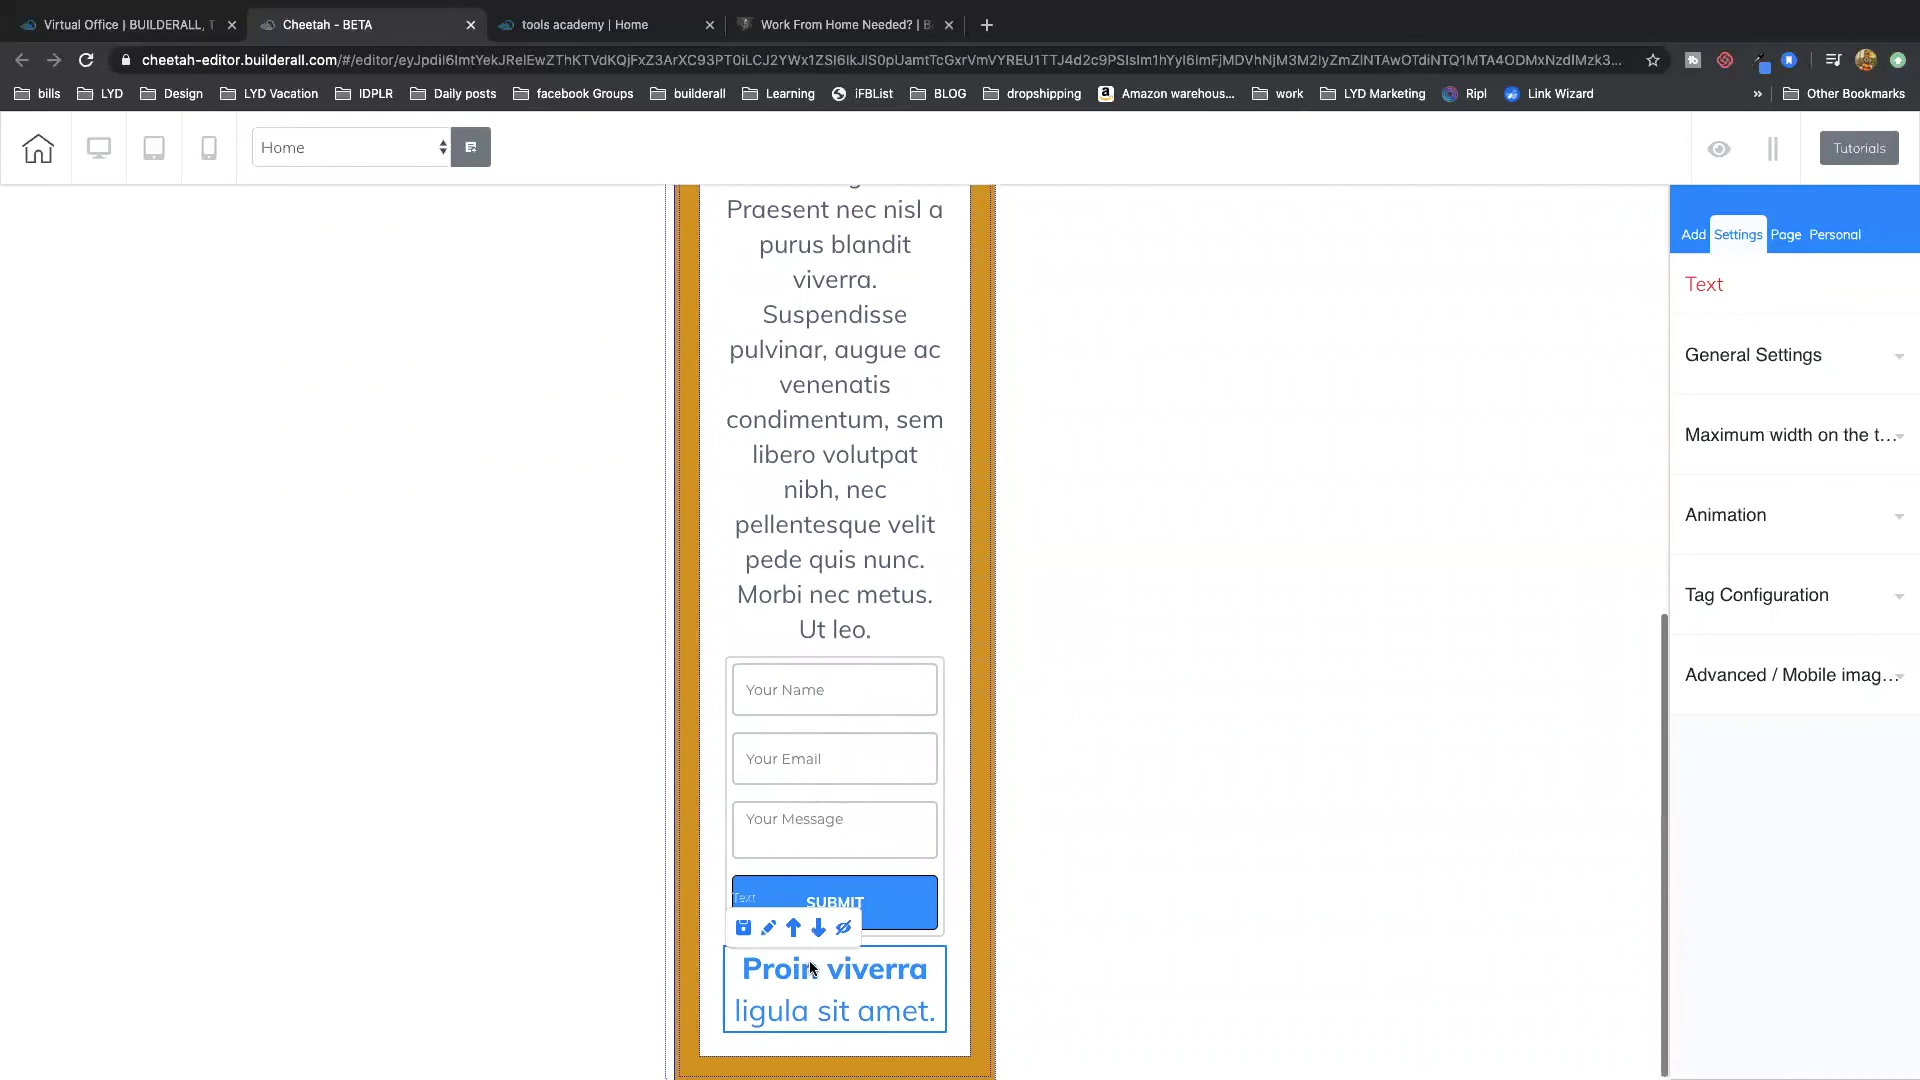 Virtual Office | BUILDERALL, T
Cheetah - BETA
tools academy | Home
Work From Home Needed? | B
cheetah-editor.builderall.com
bills
LYD
Design
LYD Vacation
IDPLR
Daily posts
facebook Groups
builderall
Learning
iFBList
BLOG
dropshipping
Amazon warehous...
work
LYD Marketing
Ripl
Link Wizard
»
Other Bookmarks
Home
Tutorials
Add
Settings
Page
Personal
Text
General Settings
Maximum width on the t...
Animation
Tag Configuration
Advanced / Mobile imag...
Praesent nec nisl a
purus blandit
viverra.
Suspendisse
pulvinar, augue ac
venenatis
condimentum, sem
libero volutpat
nibh, nec
pellentesque velit
pede quis nunc.
Morbi nec metus.
Ut leo.
Your Name
Your Email
Your Message
Text
SUBMIT
Proin viverra
ligula sit amet.